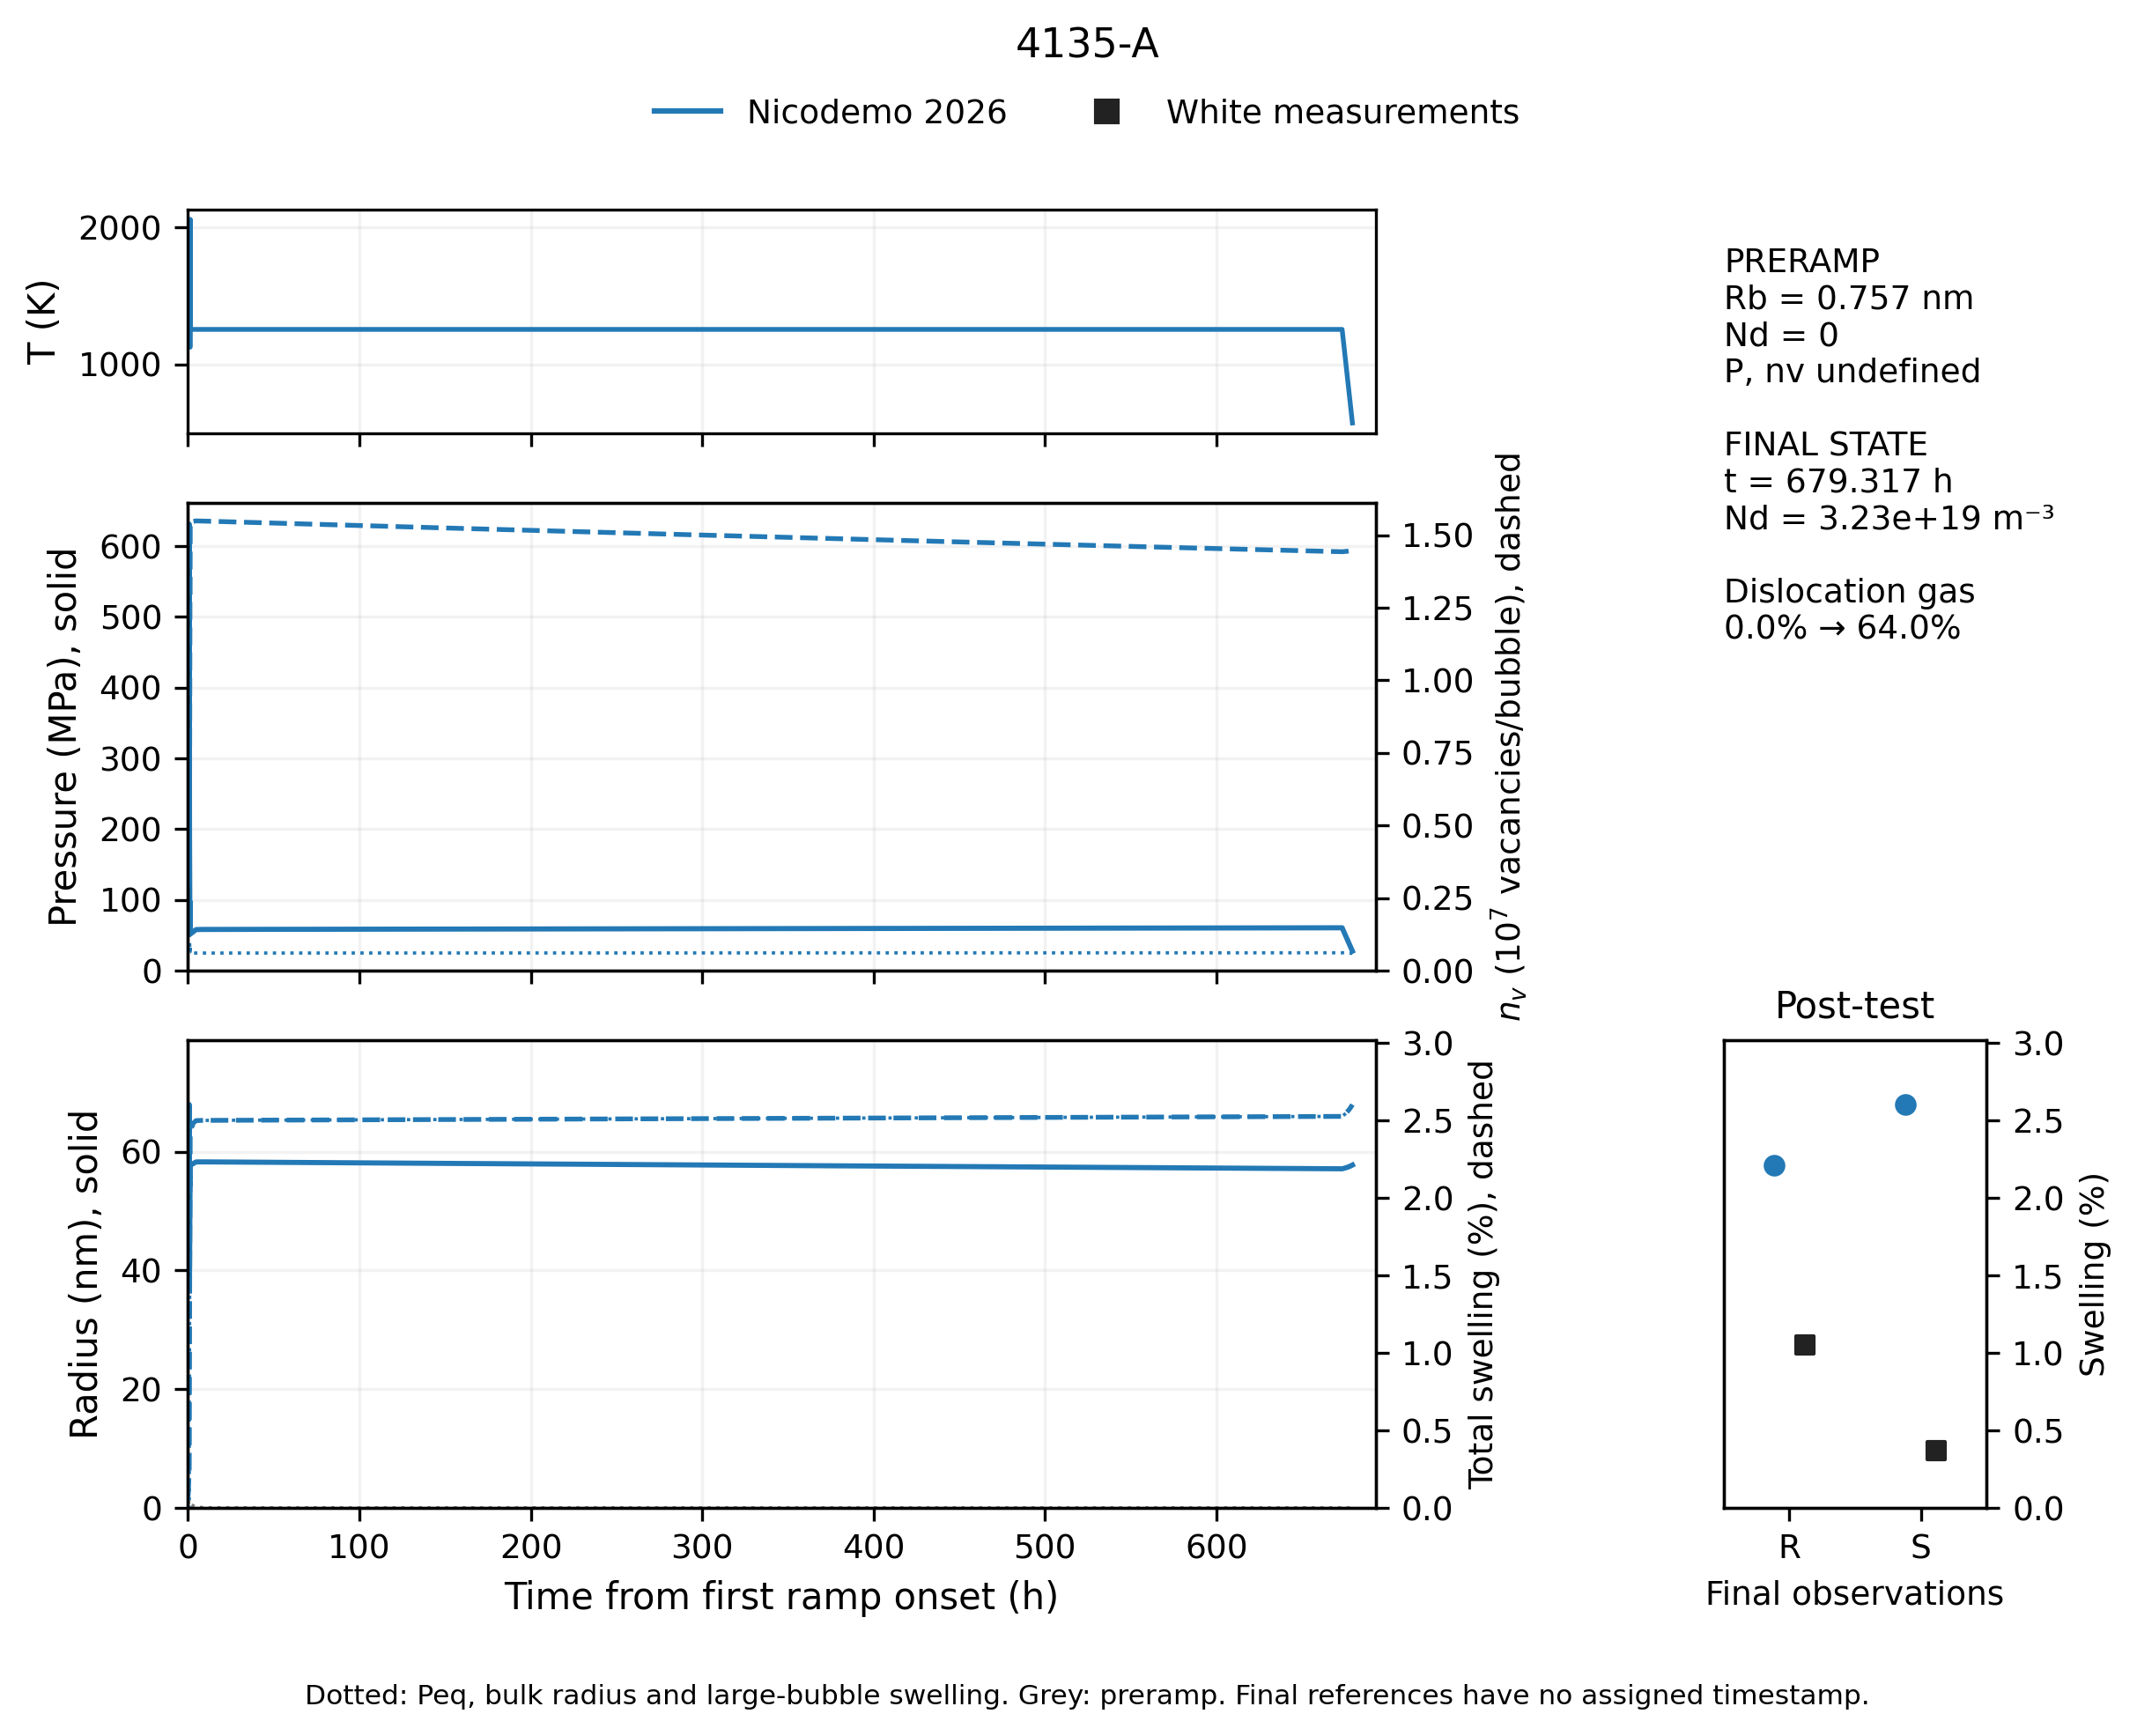 4135-A
Nicodemo 2026
White measurements
2000
1000
T (K)
PRERAMP
Rb = 0.757 nm
Nd = 0
P, nv undefined
FINAL STATE
t = 679.317 h
Nd = 3.23e+19 m⁻³
Dislocation gas
0.0% → 64.0%
600
500
400
300
200
100
0
Pressure (MPa), solid
1.50
1.25
1.00
0.75
0.50
0.25
0.00
nᵥ (10⁷ vacancies/bubble), dashed
60
40
20
0
Radius (nm), solid
3.0
2.5
2.0
1.5
1.0
0.5
0.0
Total swelling (%), dashed
0 100 200 300 400 500 600
Time from first ramp onset (h)
Post-test
3.0
2.5
2.0
1.5
1.0
0.5
0.0
Swelling (%)
R S
Final observations
Dotted: Peq, bulk radius and large-bubble swelling. Grey: preramp. Final references have no assigned timestamp.